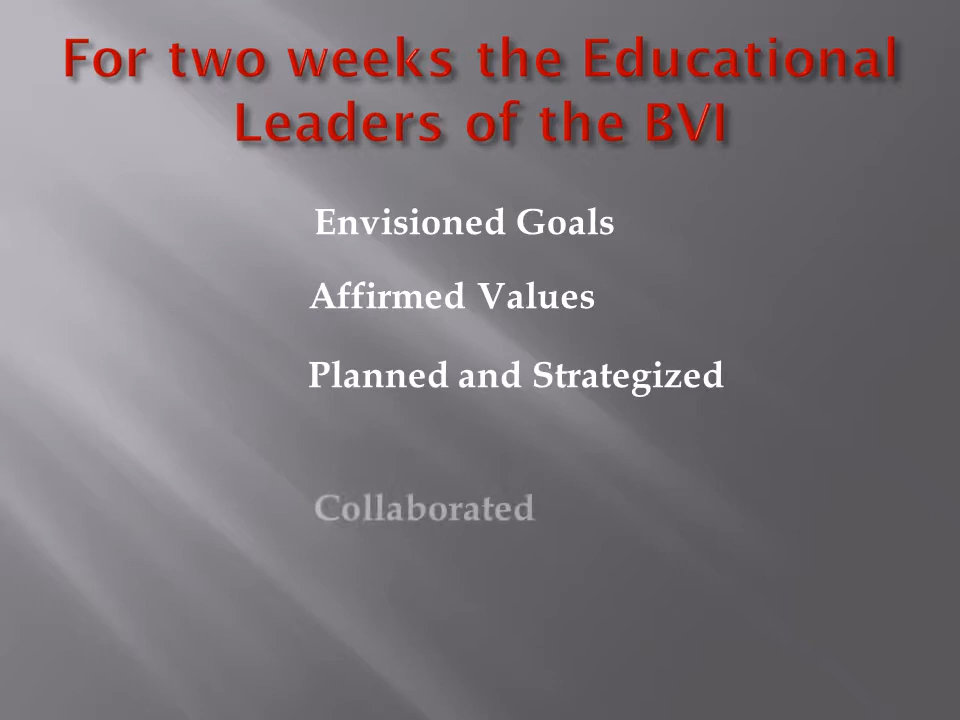 For two weeks the Educational
Leaders of the BVI
Envisioned Goals
Affirmed Values
Planned and Strategized
Collaborated